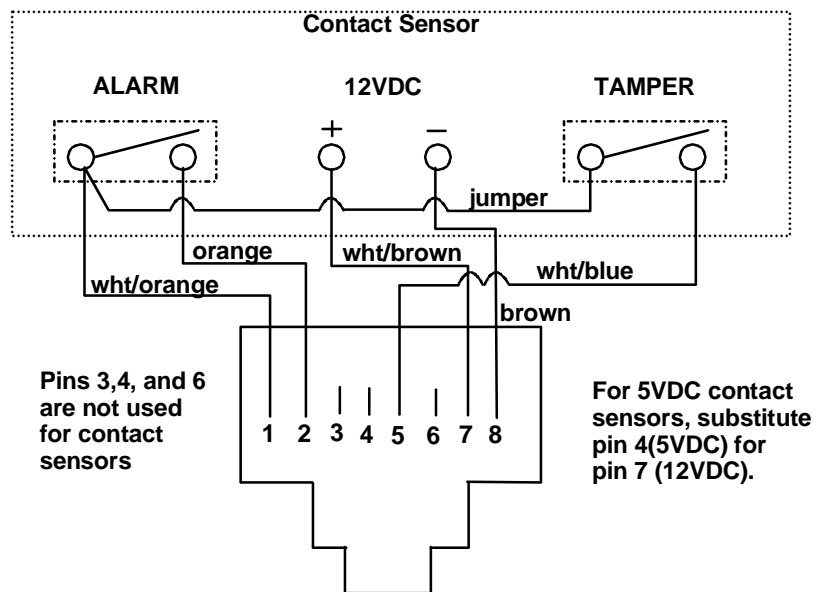 Contact Sensor
ALARM
12VDC
TAMPER
+
−
jumper
orange
wht/brown
wht/blue
wht/orange
brown
Pins 3,4, and 6
are not used
for contact
sensors
1 2 3 4 5 6 7 8
For 5VDC contact
sensors, substitute
pin 4(5VDC) for
pin 7 (12VDC).